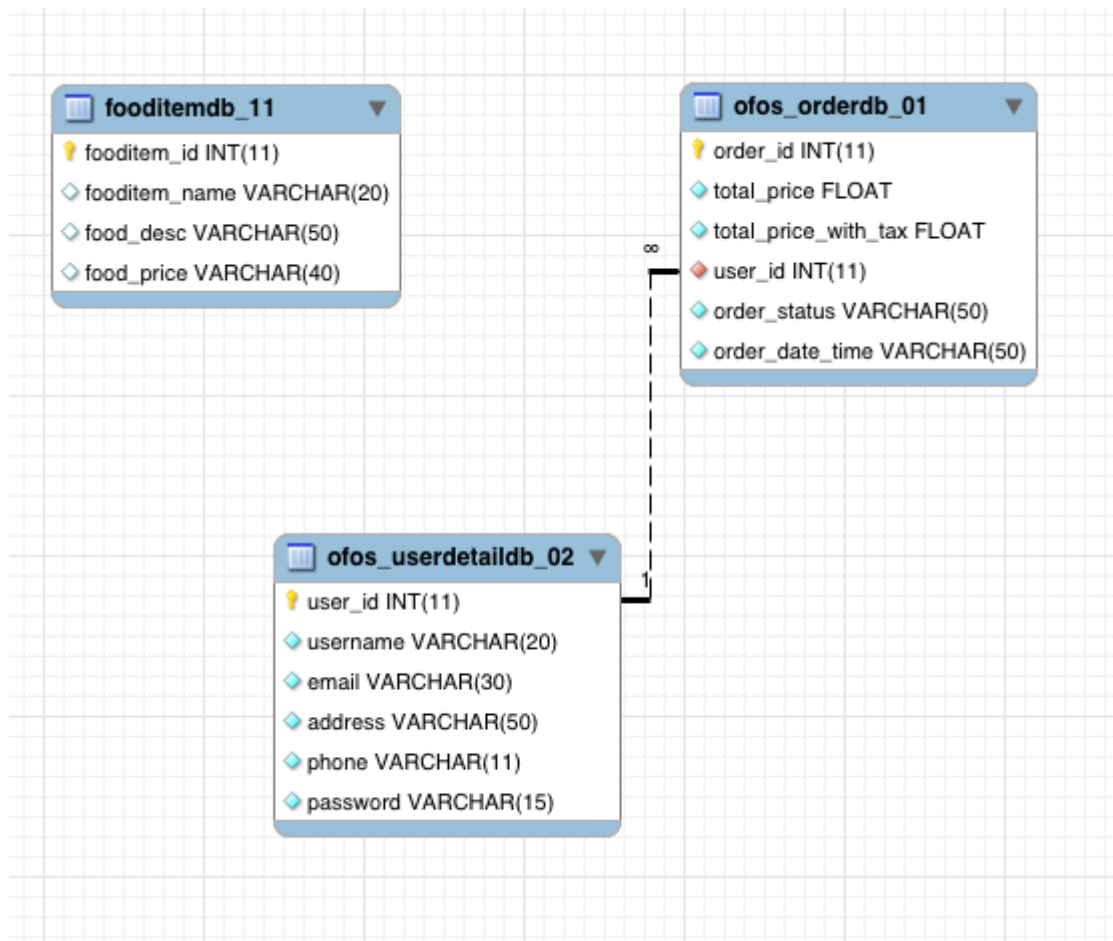 fooditemdb_11
fooditem_id INT(11)
fooditem_name VARCHAR(20)
food_desc VARCHAR(50)
food_price VARCHAR(40)
ofos_orderdb_01
order_id INT(11)
total_price FLOAT
total_price_with_tax FLOAT
user_id INT(11)
order_status VARCHAR(50)
order_date_time VARCHAR(50)
∞
1
ofos_userdetaildb_02
user_id INT(11)
username VARCHAR(20)
email VARCHAR(30)
address VARCHAR(50)
phone VARCHAR(11)
password VARCHAR(15)